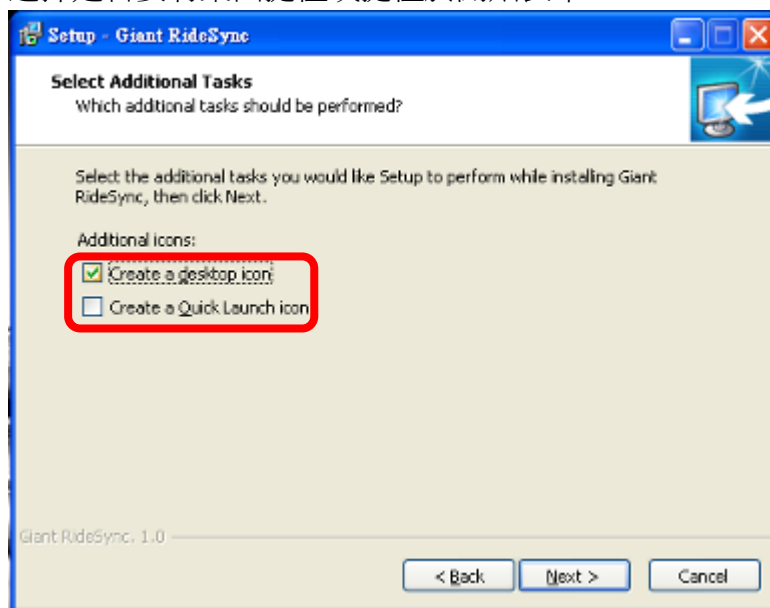 Setup - Giant RideSync
Select Additional Tasks
Which additional tasks should be performed?
Select the additional tasks you would like Setup to perform while installing Giant
RideSync, then click Next.
Additional icons:
Create a desktop icon
Create a Quick Launch icon
Giant RideSync. 1.0
< Back
Next >
Cancel